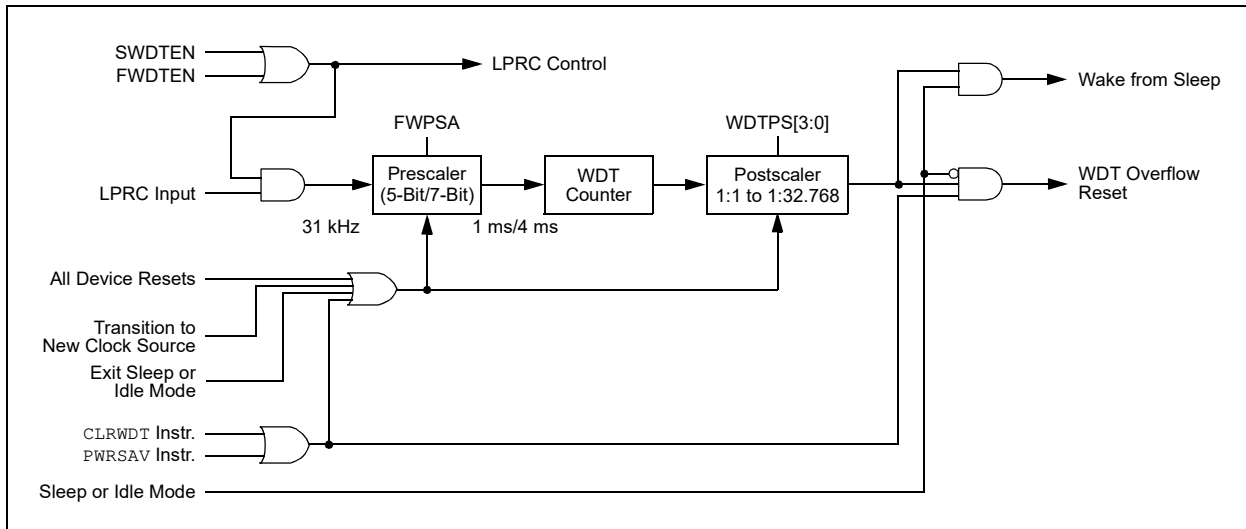 SWDTEN
FWDTEN
LPRC Control
Wake from Sleep
FWPSA
WDTPS[3:0]
LPRC Input
Prescaler
(5-Bit/7-Bit)
WDT
Counter
Postscaler
1:1 to 1:32.768
WDT Overflow
Reset
31 kHz
1 ms/4 ms
All Device Resets
Transition to
New Clock Source
Exit Sleep or
Idle Mode
CLRWDT Instr.
PWRSAV Instr.
Sleep or Idle Mode